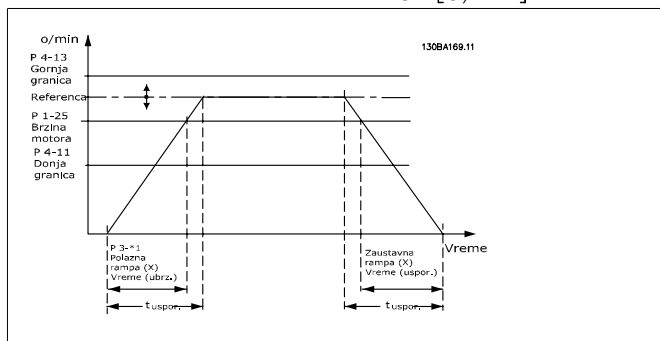 o/min
130BA169.11
P 4-13
Gornja
granica
Referenca
P 1-25
Brzina
motora
P 4-11
Donja
granica
Vreme
P 3-*1
Polazna
rampa (X)
Vreme (ubrz.)
Zaustavna
rampa (X)
Vreme (uspor.)
tuspor.
tuspor.